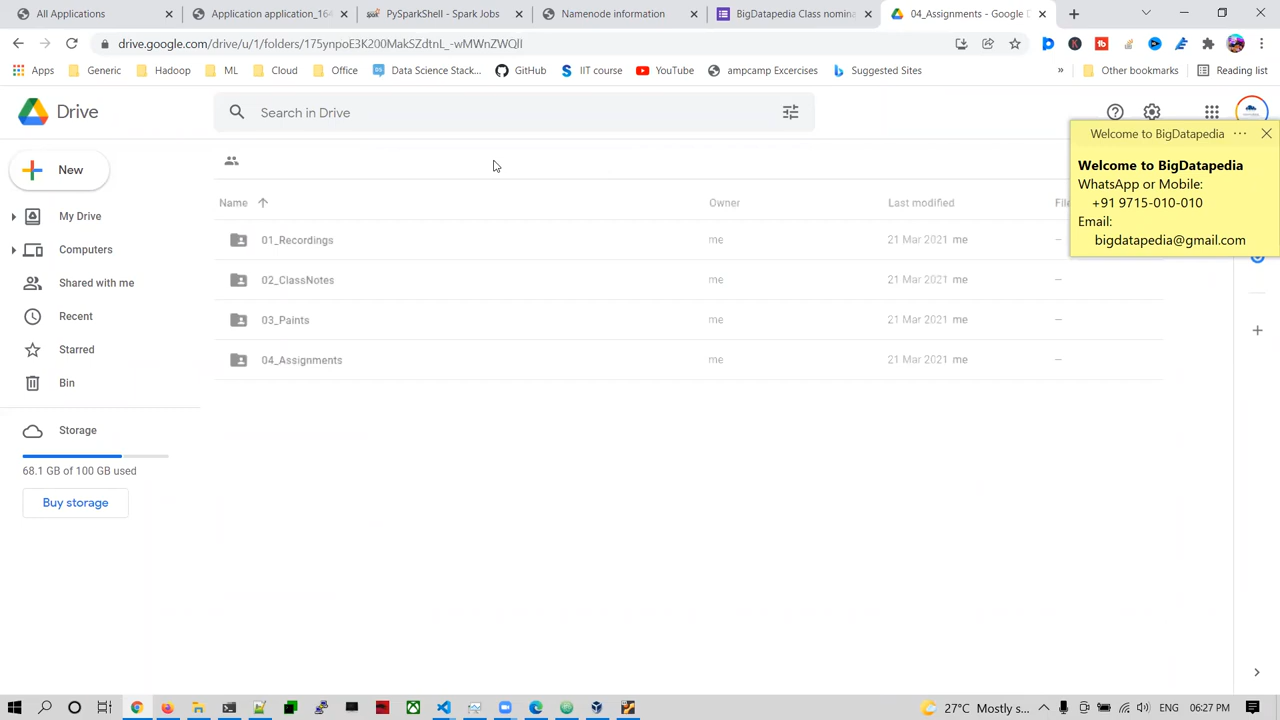 All Applications
Application application_164
PySparkShell - Spark Jobs
Namenode information
BigDatapedia Class nomina
04_Assignments - Google D
drive.google.com/drive/u/1/folders/175ynpoE3K200MakSZdtnL_-wMWnZWQlI
Apps
Generic
Hadoop
ML
Cloud
Office
Data Science Stack...
GitHub
IIT course
YouTube
ampcamp Excercises
Suggested Sites
»
Other bookmarks
Reading list
Drive
Search in Drive
Welcome to BigDatapedia
Welcome to BigDatapedia
WhatsApp or Mobile:
+91 9715-010-010
Email:
bigdatapedia@gmail.com
New
My Drive
Computers
Shared with me
Recent
Starred
Bin
Storage
68.1 GB of 100 GB used
Buy storage
Name
Owner
Last modified
File
01_Recordings
me
21 Mar 2021 me
–
02_ClassNotes
me
21 Mar 2021 me
–
03_Paints
me
21 Mar 2021 me
–
04_Assignments
me
21 Mar 2021 me
–
27°C Mostly s...
ENG
06:27 PM